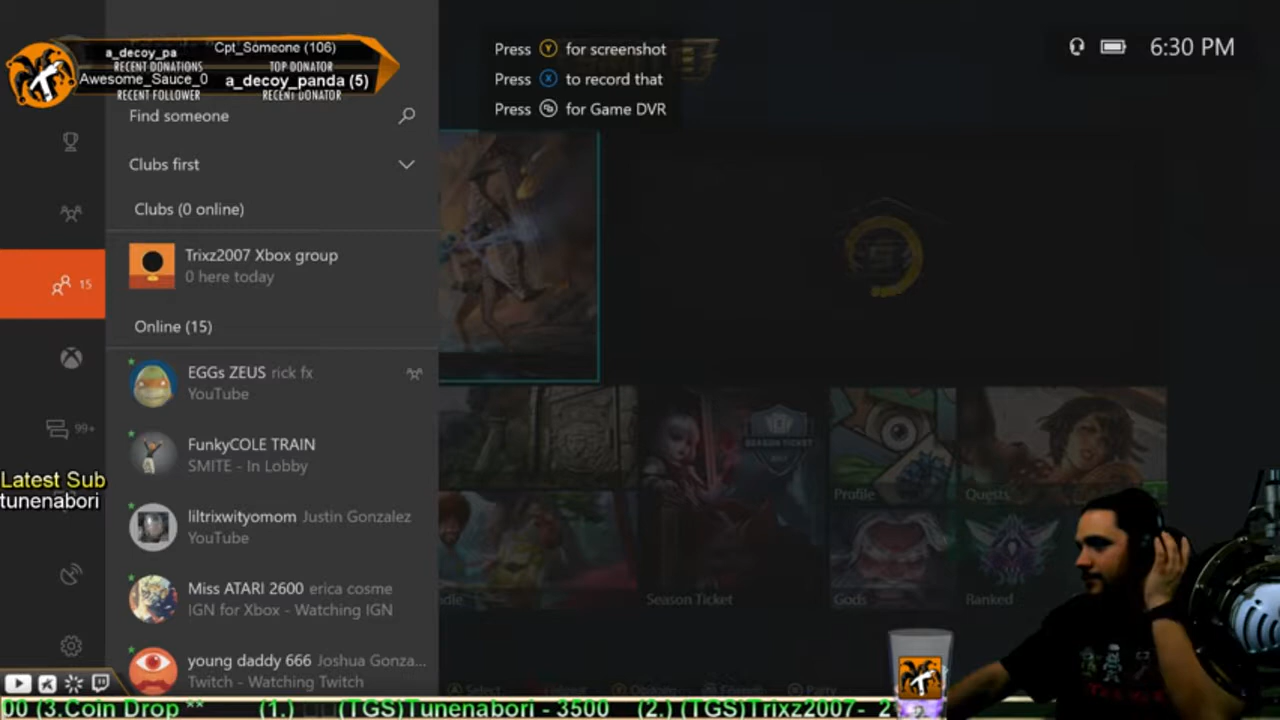 a_decoy_pa
RECENT DONATIONS
Cpt_Someone (106)
TOP DONATOR
Awesome_Sauce_0
RECENT FOLLOWER
a_decoy_panda (5)
RECENT DONATOR
Press Y for screenshot
Press X to record that
Press for Game DVR
6:30 PM
Find someone
Clubs first
Clubs (0 online)
Trixz2007 Xbox group
0 here today
15
Online (15)
EGGs ZEUS rick fx
YouTube
99+
FunkyCOLE TRAIN
SMITE - In Lobby
Latest Sub
tunenabori
liltrixwityomom Justin Gonzalez
YouTube
Miss ATARI 2600 erica cosme
IGN for Xbox - Watching IGN
young daddy 666 Joshua Gonza...
Twitch - Watching Twitch
SEASON TICKET
Profile
Quests
Season Ticket
Gods
Ranked
Select
Party
00 (3.Coin Drop ** (1.) (TGS)Tunenabori - 3500 (2.) (TGS)Trixz2007- 2